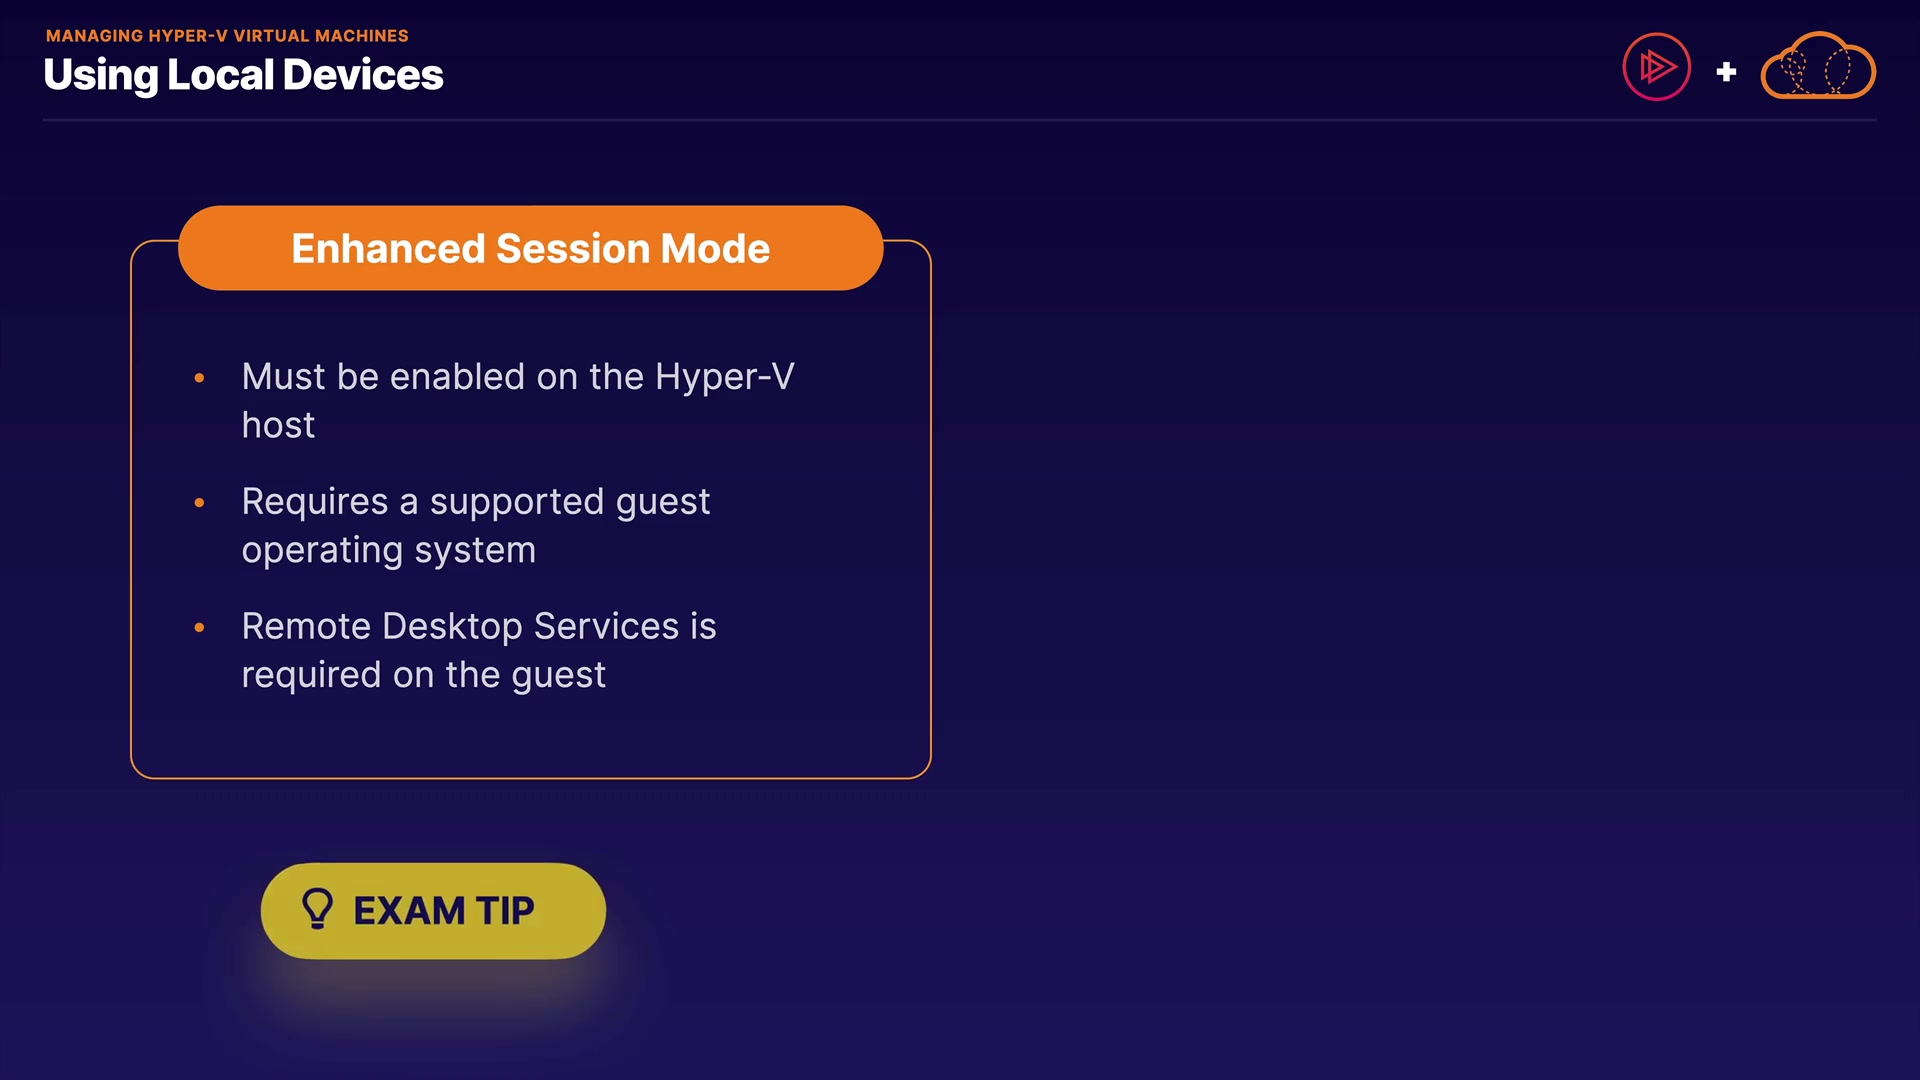 MANAGING HYPER-V VIRTUAL MACHINES
Using Local Devices
Enhanced Session Mode
• Must be enabled on the Hyper-V
host
• Requires a supported guest
operating system
• Remote Desktop Services is
required on the guest
EXAM TIP